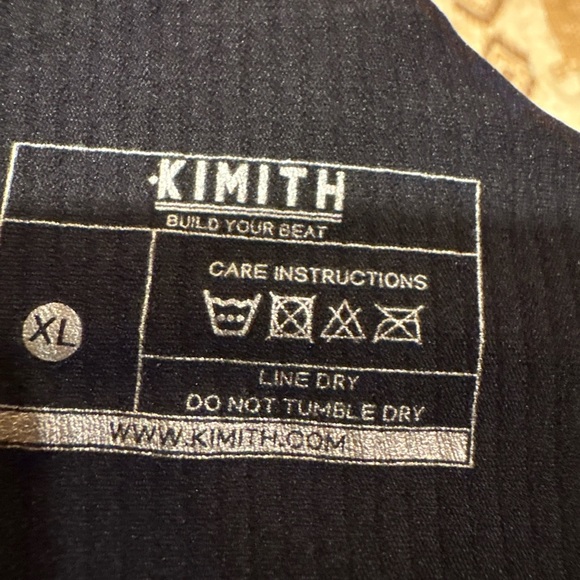 KIMITH
BUILD YOUR BEAT
CARE INSTRUCTIONS
XL
LINE DRY
DO NOT TUMBLE DRY
WWW.KIMITH.COM